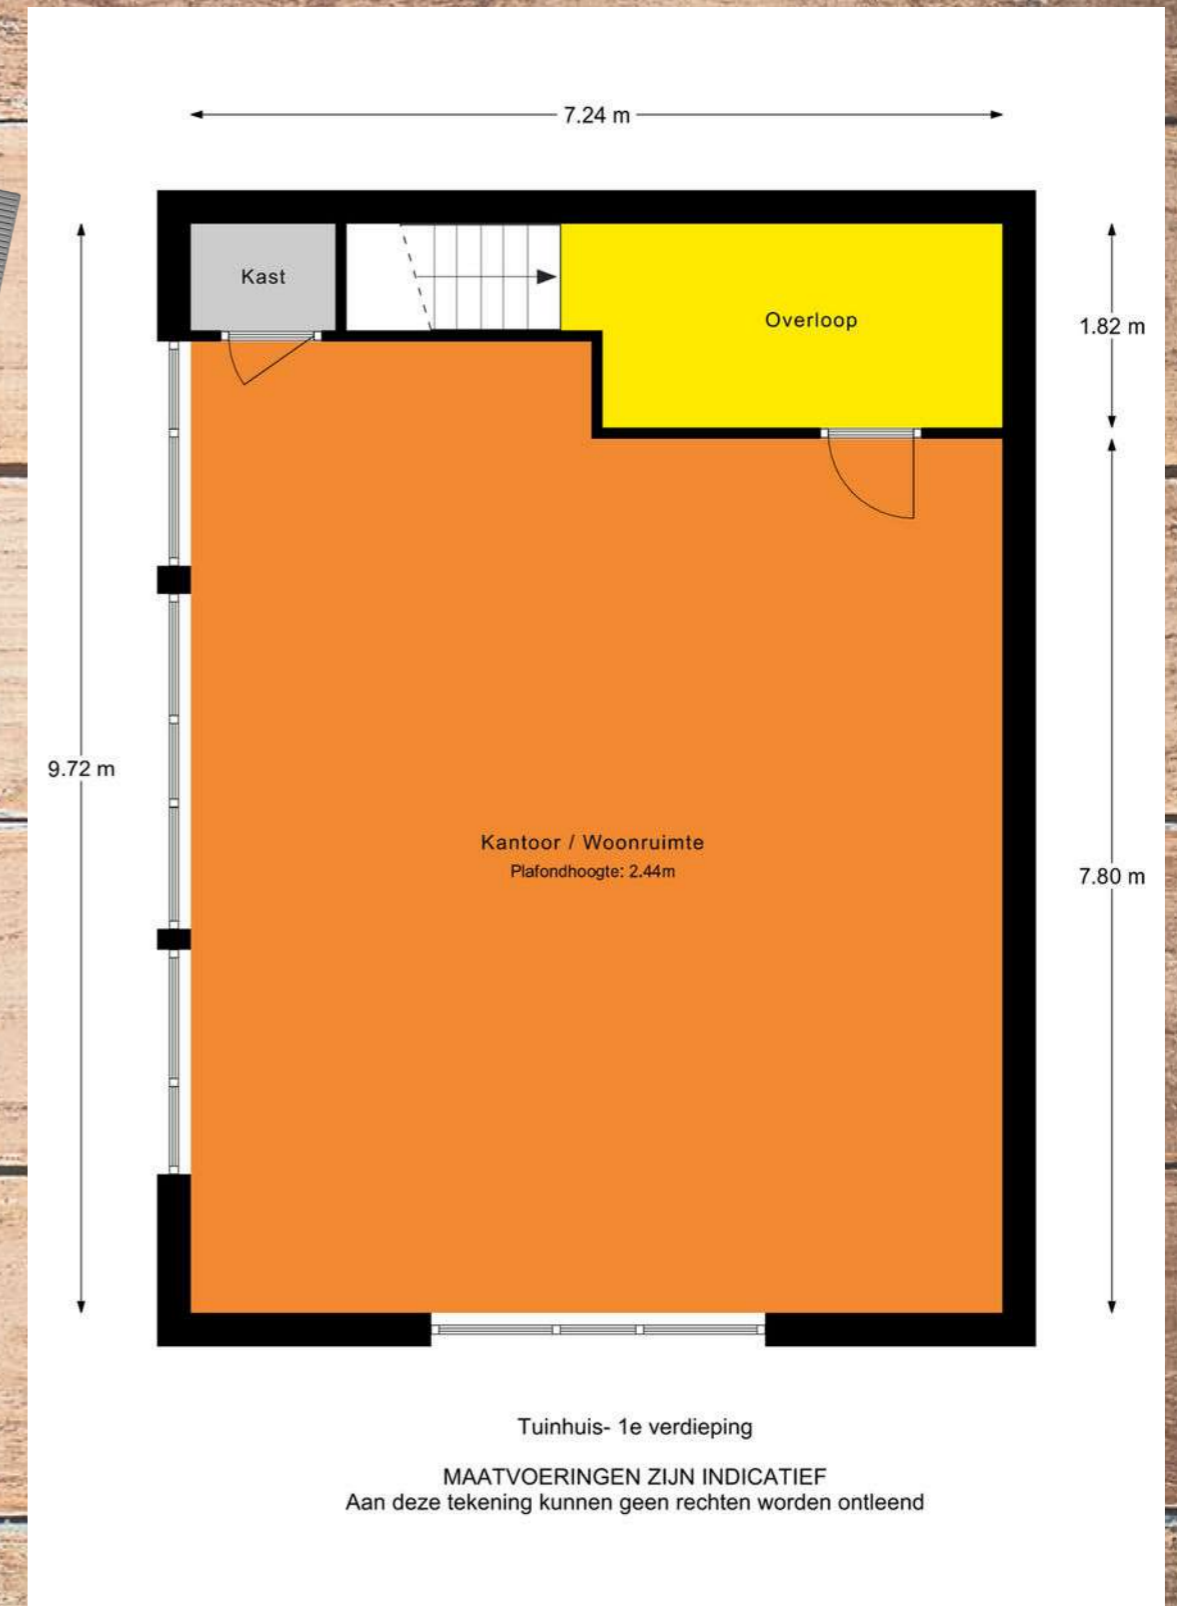 7.24 m
Kast
Overloop
1.82 m
9.72 m
Kantoor / Woonruimte
Plafondhoogte: 2.44m
7.80 m
Tuinhuis- 1e verdieping
MAATVOERINGEN ZIJN INDICATIEF
Aan deze tekening kunnen geen rechten worden ontleend